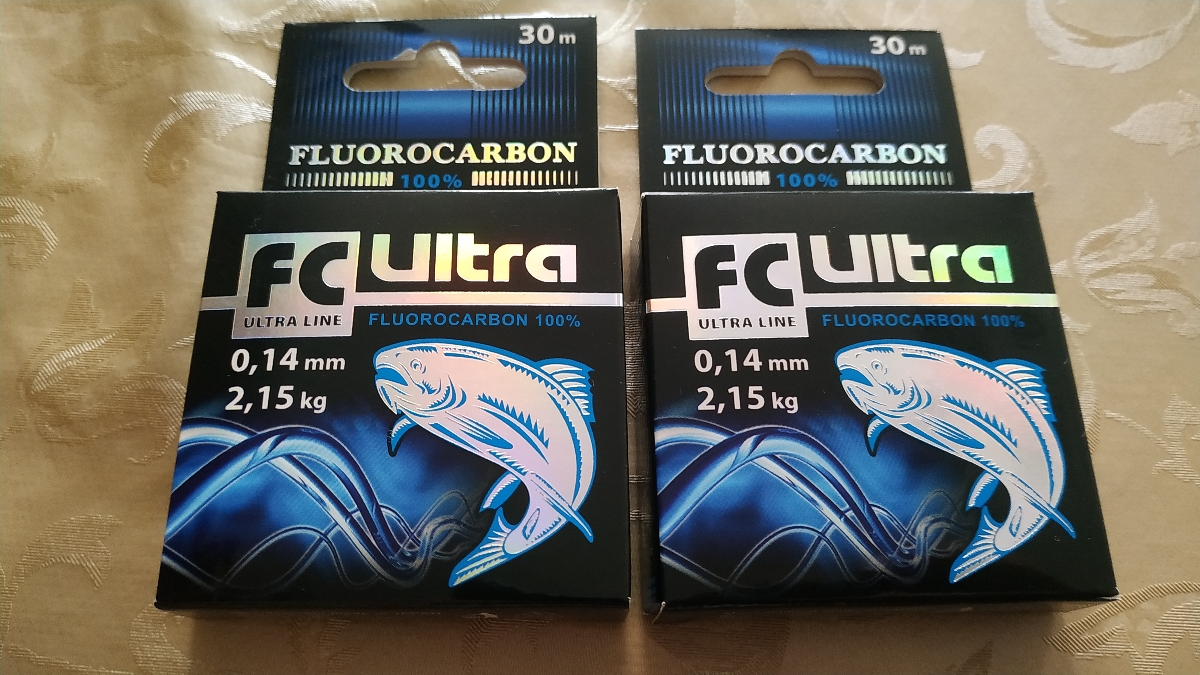 30 m
FLUOROCARBON
100%
FC Ultra
ULTRA LINE
FLUOROCARBON 100%
0,14 mm
2,15 kg
30 m
FLUOROCARBON
100%
FC Ultra
ULTRA LINE
FLUOROCARBON 100%
0,14 mm
2,15 kg